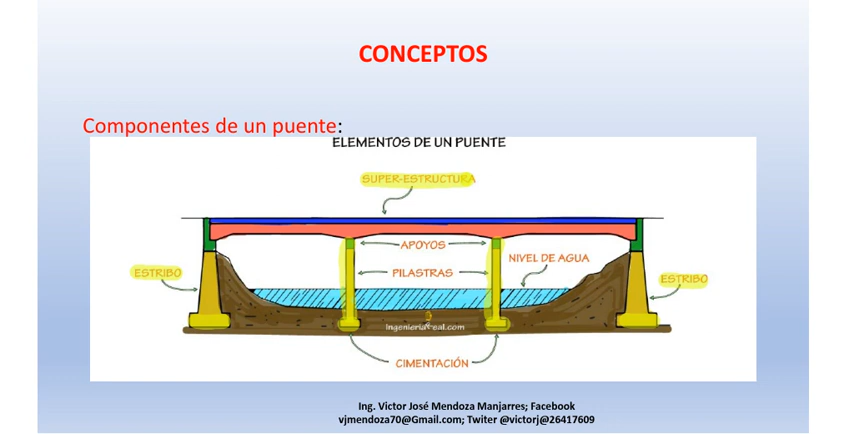 CONCEPTOS
Componentes de un puente:
ELEMENTOS DE UN PUENTE
SUPER-ESTRUCTURA
APOYOS
NIVEL DE AGUA
ESTRIBO
PILASTRAS
ESTRIBO
IngenieriaReal.com
CIMENTACIÓN
Ing. Victor José Mendoza Manjarres; Facebook
vjmendoza70@Gmail.com; Twiter @victorj@26417609